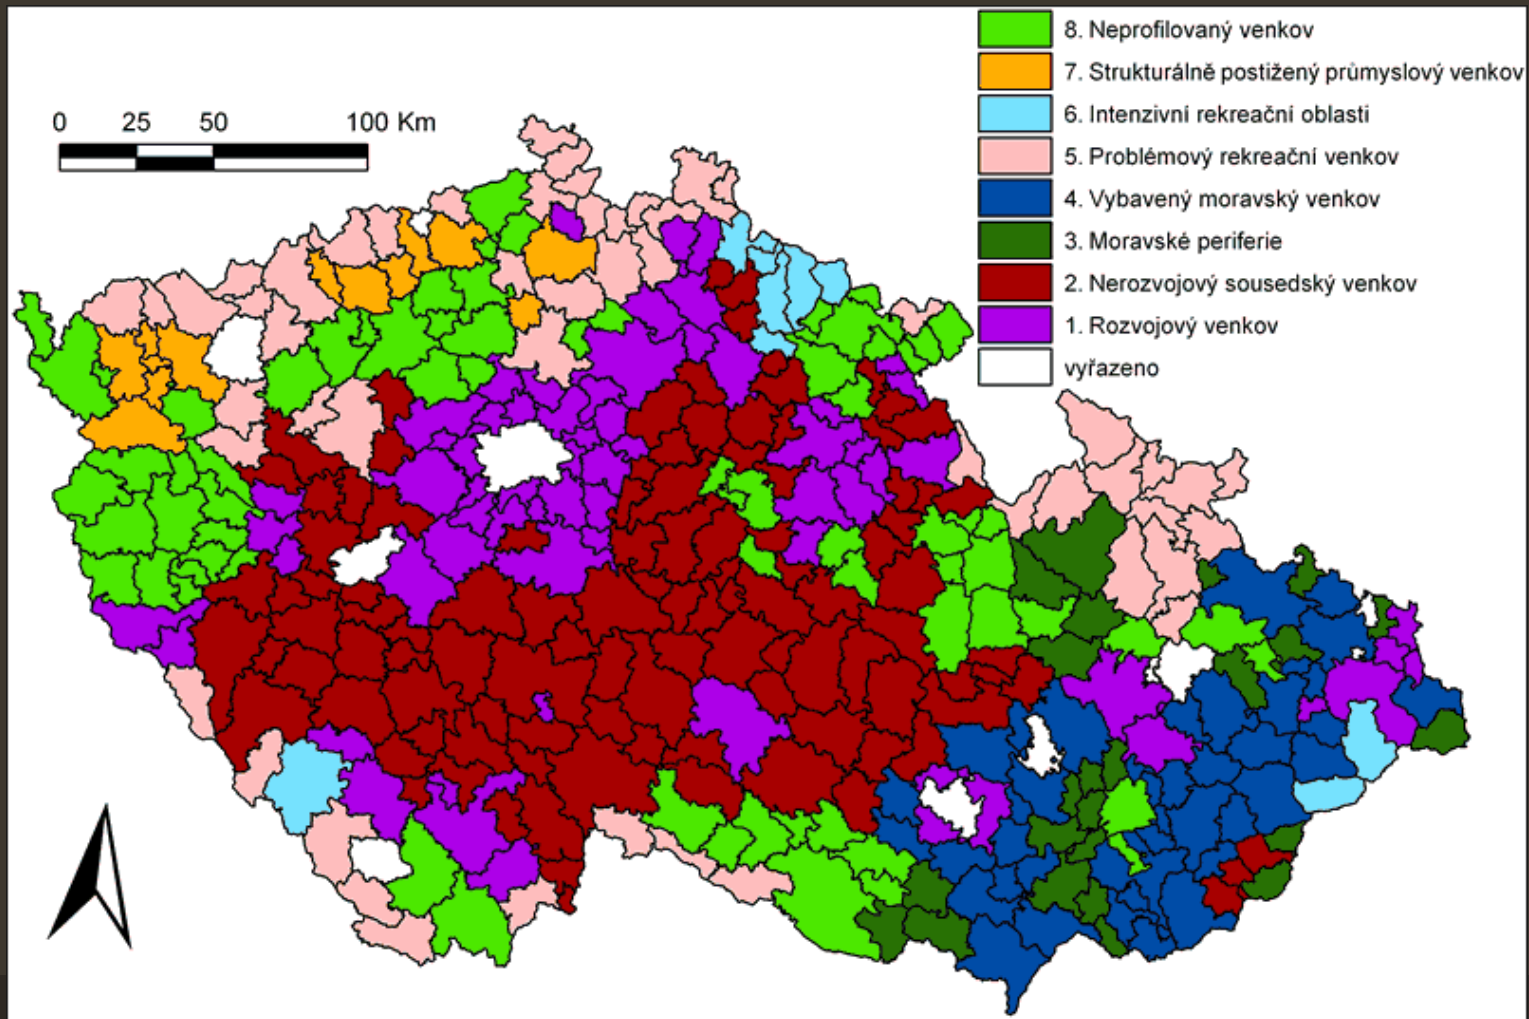 8. Neprofilovaný venkov
7. Strukturálně postižený průmyslový venkov
6. Intenzivní rekreační oblasti
5. Problémový rekreační venkov
4. Vybavený moravský venkov
3. Moravské periferie
2. Nerozvojový sousedský venkov
1. Rozvojový venkov
vyřazeno
0 25 50 100 Km